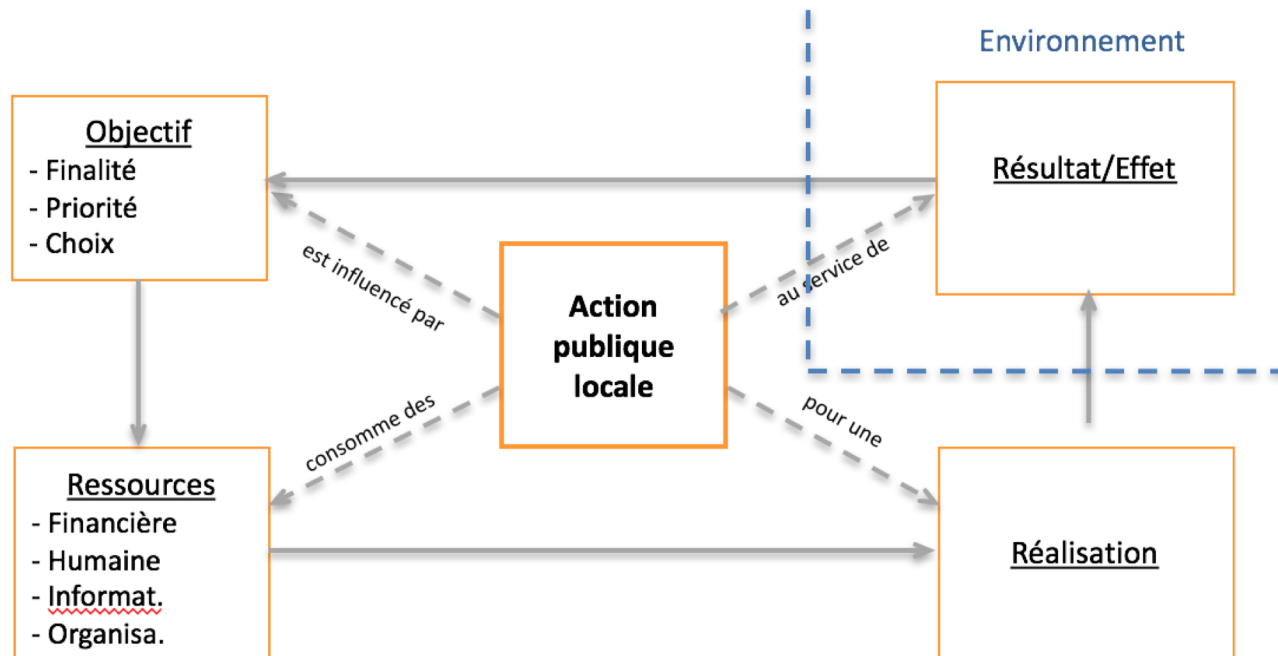 Environnement
Objectif
- Finalité
- Priorité
- Choix
Résultat/Effet
est influencé par
au service de
Action
publique
locale
consomme des
pour une
Ressources
- Financière
- Humaine
- Informat.
- Organisa.
Réalisation